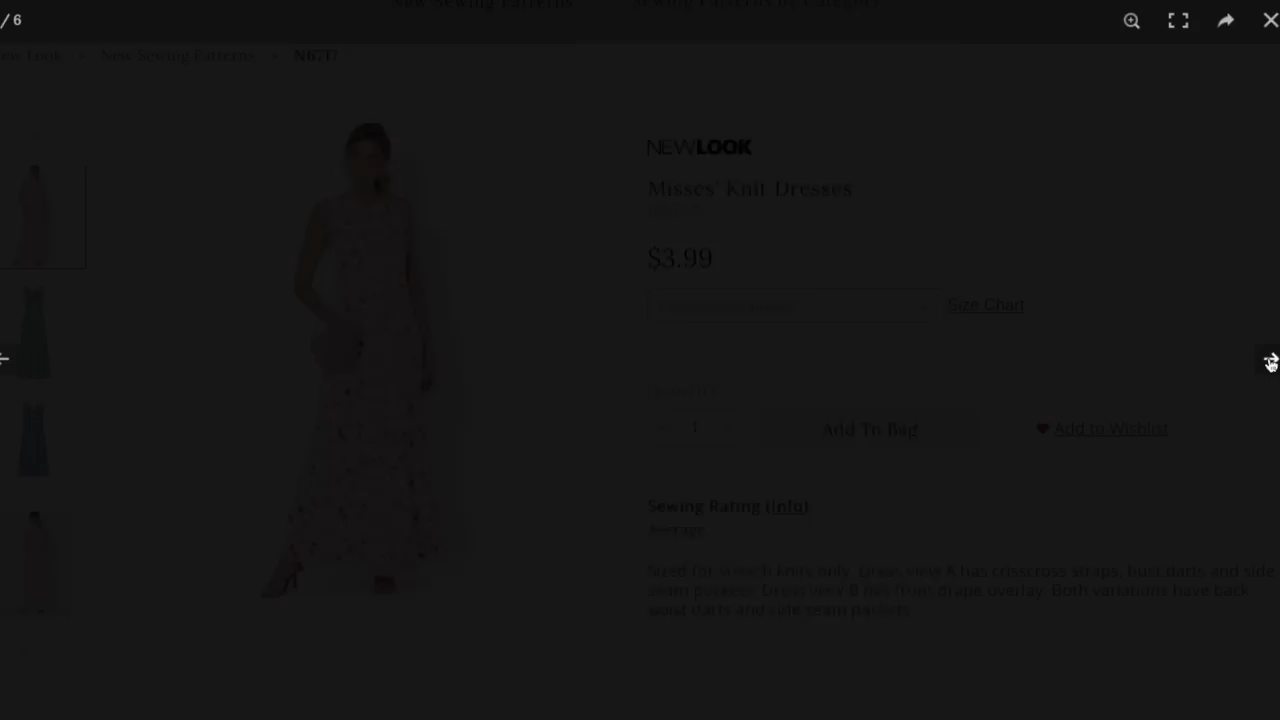 New Sewing Patterns Sewing Patterns by Category
/ 6
ew Look > New Sewing Patterns > N6717
NEWLOOK
Misses' Knit Dresses
$3.99
Size Chart
1
Add To Bag
Add to Wishlist
Sewing Rating (info)
Average
Sized for stretch knits only. Dress view A has crisscross straps, bust darts and side
seam pockets. Dress view B has front drape overlay. Both variations have back
waist darts and side seam pockets